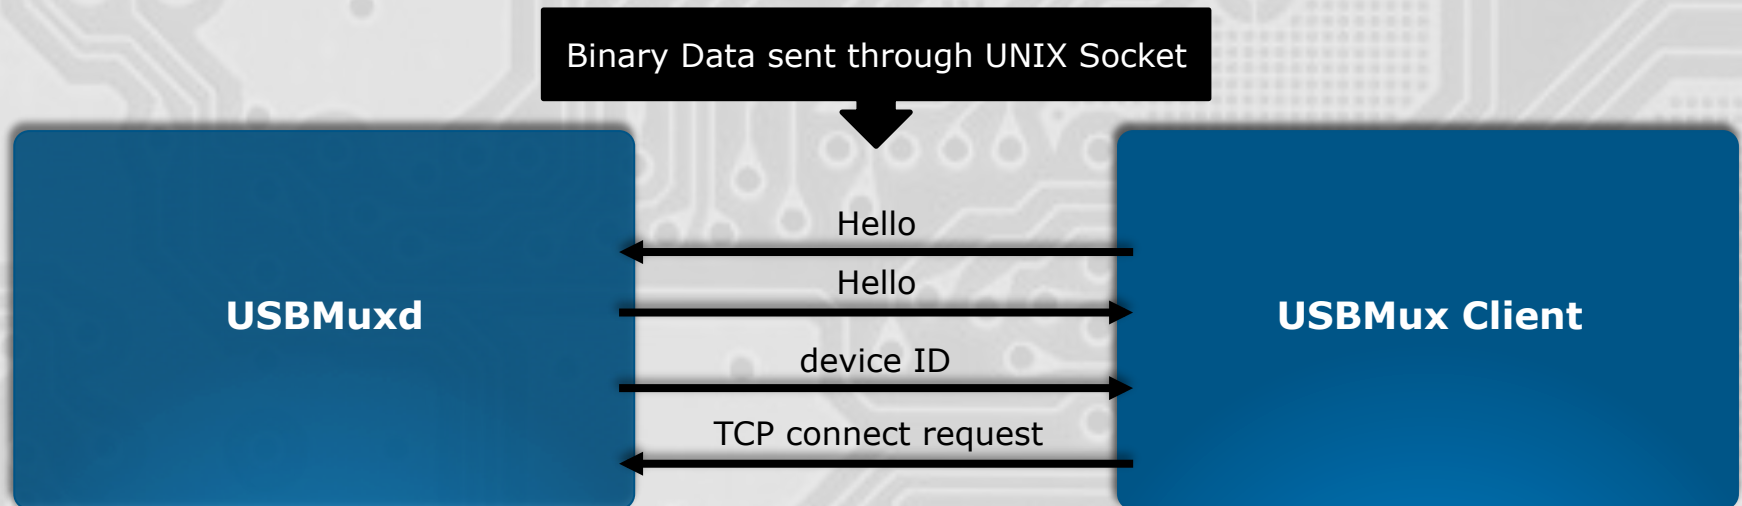 Binary Data sent through UNIX Socket
Hello
Hello
USBMuxd
USBMux Client
device ID
TCP connect request